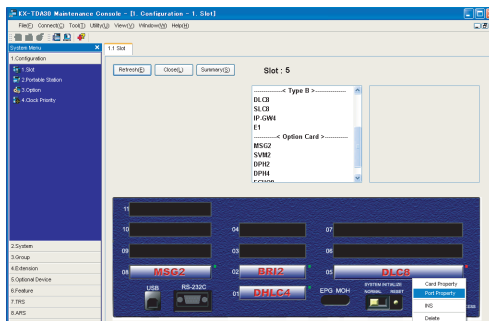 KX-TDA30 Maintenance Console - [1. Configuration - 1. Slot]
File(F) Connect(C) Tool(T) Utility(U) View(V) Window(W) Help(H)
System Menu
1.Configuration
1.Slot
2.Portable Station
3.Option
4.Clock Priority
2.System
3.Group
4.Extension
5.Optional Device
6.Feature
7.TRS
8.ARS
1.1 Slot
Refresh(E) Close(L) Summary(S) Slot : 5
------------< Type B >------------
DLC8
SLC8
IP-GW4
E1
----------< Option Card >----------
MSG2
SVM2
DPH2
DPH4
11
10 04 07
09 03 06
08 MSG2 02 BRI2 05 DLC8
USB RS-232C 01 DHLC4 EPG MOH SYSTEM INITIALIZE
NORMAL RESET
Card Property
Port Property
INS
Delete